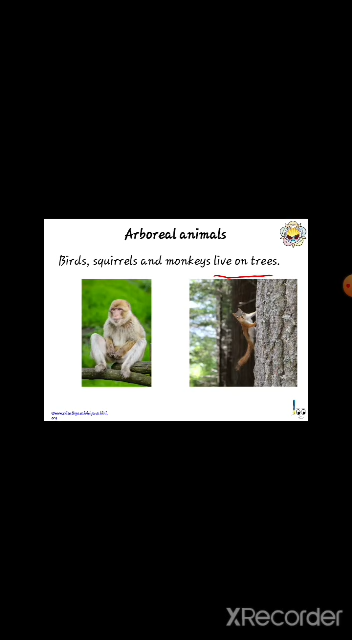 Arboreal animals
Birds, squirrels and monkeys live on trees.
XRecorder